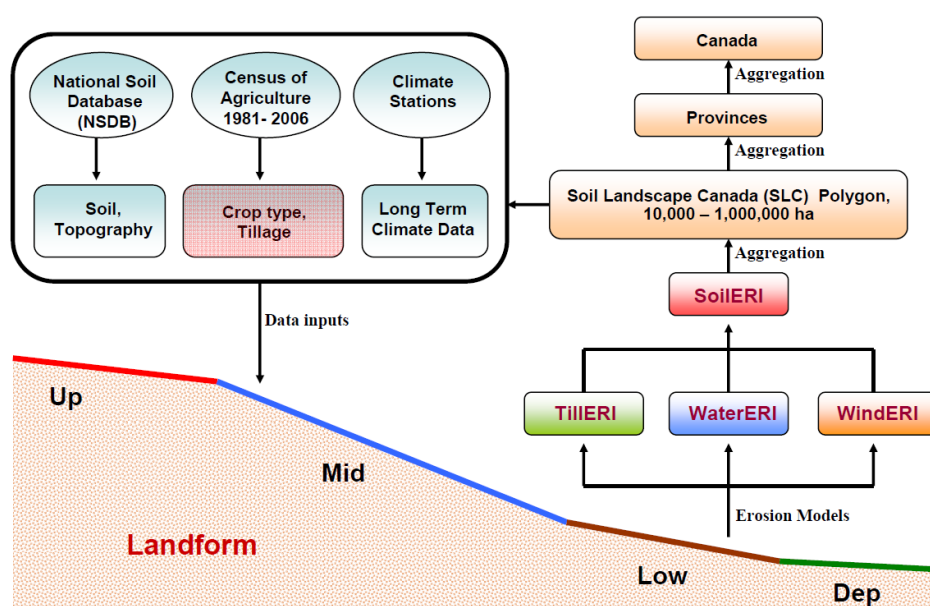 National Soil
Database
(NSDB)
Census of
Agriculture
1981- 2006
Climate
Stations
Soil,
Topography
Crop type,
Tillage
Long Term
Climate Data
Canada
Aggregation
Provinces
Aggregation
Soil Landscape Canada (SLC) Polygon,
10,000 – 1,000,000 ha
Aggregation
SoilERI
Data inputs
TillERI
WaterERI
WindERI
Erosion Models
Up
Mid
Landform
Low
Dep